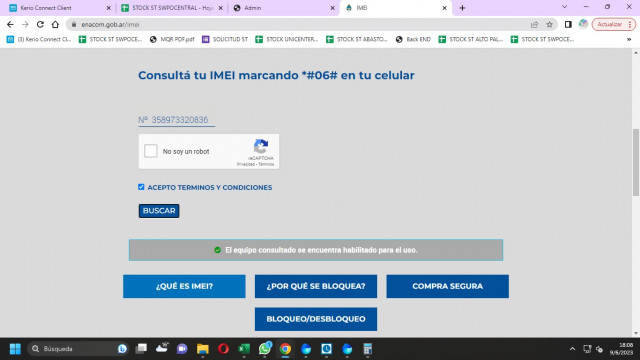 Kerio Connect Client
STOCK ST SWPOCENTRAL - Hoja
Admin
IMEI
enacom.gob.ar/imei
Actualizar
(3) Kerio Connect Cl...
STOCK ST SWPOCE...
MQR POP.pdf
SOLICITUD ST
STOCK UNICENTER...
STOCK ST ABASTO...
Back END
STOCK ST ALTO PAL...
STOCK ST SWPOCE...
Consultá tu IMEI marcando *#06# en tu celular
Nº 358973320836
No soy un robot
reCAPTCHA
Privacidad - Términos
ACEPTO TERMINOS Y CONDICIONES
BUSCAR
El equipo consultado se encuentra habilitado para el uso.
¿QUÉ ES IMEI?
¿POR QUÉ SE BLOQUEA?
COMPRA SEGURA
BLOQUEO/DESBLOQUEO
Búsqueda
18:08
9/6/2023